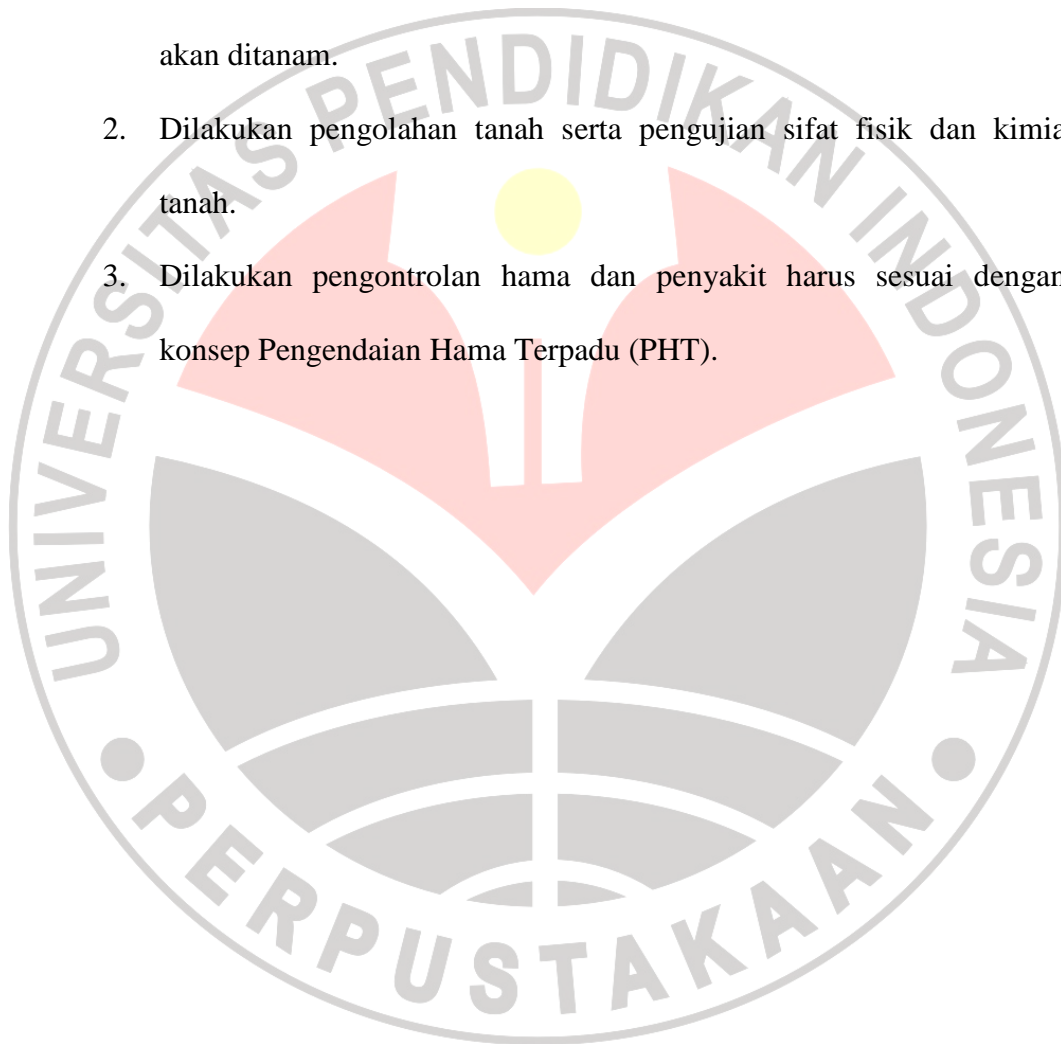 akan ditanam.
2. Dilakukan pengolahan tanah serta pengujian sifat fisik dan kimia
tanah.
3. Dilakukan pengontrolan hama dan penyakit harus sesuai dengan
konsep Pengendaian Hama Terpadu (PHT).
UNIVERSITAS PENDIDIKAN INDONESIA
PERPUSTAKAAN